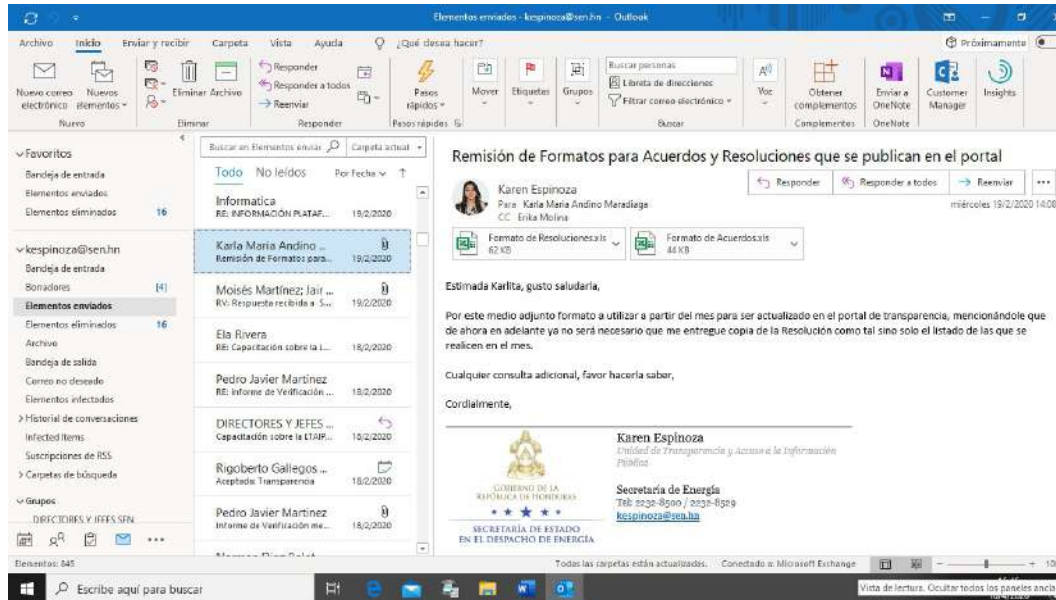 Elementos enviados - kespinoza@sen.hn - Outlook
Archivo Inicio Enviar y recibir Carpeta Vista Ayuda ¿Qué desea hacer? Próximamente
Nuevo correo electrónico
Nuevos elementos
Nuevo
Eliminar Archivo
Eliminar
Responder
Responder a todos
Reenviar
Responder
Pasos rápidos
Pasos rápidos
Mover
Etiquetas
Grupos
Buscar personas
Libreta de direcciones
Filtrar correo electrónico
Buscar
Voz
Obtener complementos
Complementos
Enviar a OneNote
OneNote
Customer Manager
Insights
Favoritos
Bandeja de entrada
Elementos enviados
Elementos eliminados 16
kespinoza@sen.hn
Bandeja de entrada
Borradores [4]
Elementos enviados
Elementos eliminados 16
Archivo
Bandeja de salida
Correo no deseado
Elementos infectados
Historial de conversaciones
Infected Items
Suscripciones de RSS
Carpetas de búsqueda
Grupos
DIRECTORES Y JEFES SEN
Buscar en Elementos enviar Carpeta actual
Todo No leídos Por Fecha
Informatica
RE: INFORMACIÓN PLATAF... 19/2/2020
Karla Maria Andino ...
Remisión de Formatos para... 19/2/2020
Moisés Martínez; Jair ...
RV: Respuesta recibida a S... 19/2/2020
Ela Rivera
RE: Capacitación sobre la L... 18/2/2020
Pedro Javier Martinez
RE: Informe de Verificación ... 18/2/2020
DIRECTORES Y JEFES ...
Capacitación sobre la LTAIP... 18/2/2020
Rigoberto Gallegos ...
Aceptada: Transparencia 18/2/2020
Pedro Javier Martinez
Informe de Verificación me... 18/2/2020
Remisión de Formatos para Acuerdos y Resoluciones que se publican en el portal
Karen Espinoza
Para Karla Maria Andino Maradiaga
CC Erika Molina
Responder Responder a todos Reenviar ...
miércoles 19/2/2020 14:08
Formato de Resoluciones.xls
62 KB
Formato de Acuerdos.xls
44 KB
Estimada Karlita, gusto saludarla,
Por este medio adjunto formato a utilizar a partir del mes para ser actualizado en el portal de transparencia, mencionándole que
de ahora en adelante ya no será necesario que me entregue copia de la Resolución como tal sino solo el listado de las que se
realicen en el mes.
Cualquier consulta adicional, favor hacerla saber,
Cordialmente,
GOBIERNO DE LA
REPÚBLICA DE HONDURAS
SECRETARÍA DE ESTADO
EN EL DESPACHO DE ENERGÍA
Karen Espinoza
Unidad de Transparencia y Acceso a la Información
Pública
Secretaría de Energía
Tel: 2232-8500 / 2232-8529
kespinoza@sen.hn
Elementos: 845
Todas las carpetas están actualizadas. Conectado a: Microsoft Exchange
Escribe aquí para buscar
Vista de lectura. Ocultar todos los paneles